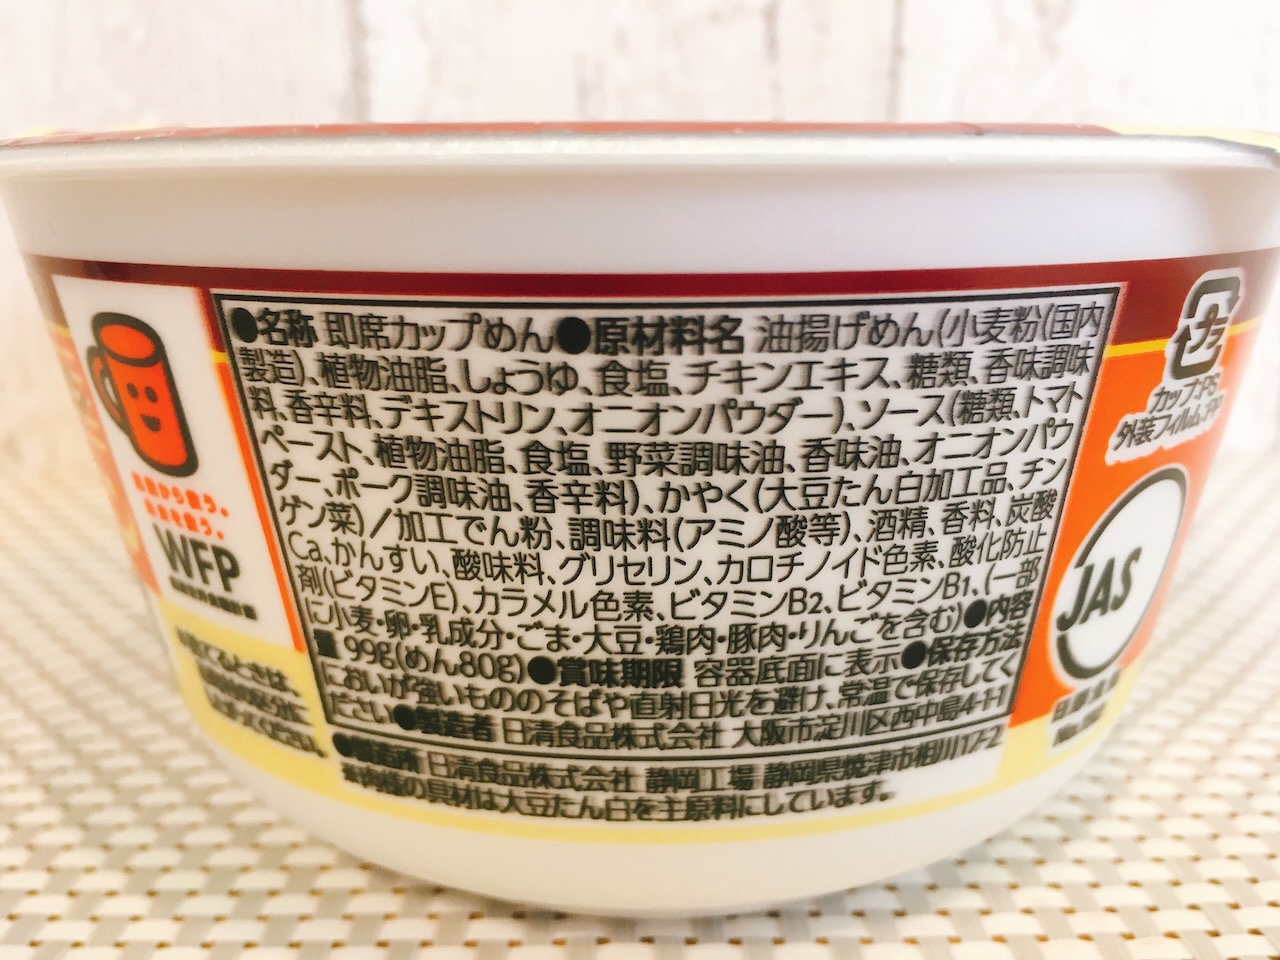 ●名称 即席カップめん●原材料名 油揚げめん(小麦粉(国内
製造)、植物油脂、しょうゆ、食塩、チキンエキス、糖類、香味調味
料、香辛料、デキストリン、オニオンパウダー)、ソース(糖類、トマト
ペースト、植物油脂、食塩、野菜調味油、香味油、オニオンパウ
ダー、ポーク調味油、香辛料)、かやく(大豆たん白加工品、チン
ゲン菜)/加工でん粉、調味料(アミノ酸等)、酒精、香料、炭酸
Ca、かんすい、酸味料、グリセリン、カロチノイド色素、酸化防止
剤(ビタミンE)、カラメル色素、ビタミンB2、ビタミンB1、(一部
に小麦・卵・乳成分・ごま・大豆・鶏肉・豚肉・りんごを含む)●内容
量 99g(めん80g)●賞味期限 容器底面に表示●保存方法
においが強いもののそばや直射日光を避け、常温で保存してく
ださい●製造者 日清食品株式会社 大阪市淀川区西中島4-1-1
●製造所 日清食品株式会社 静岡工場 静岡県焼津市相川17-2
の具材は大豆たん白を主原料にしています。
WFP
プラ
カップ:PS
外装フィルム:PP
JAS